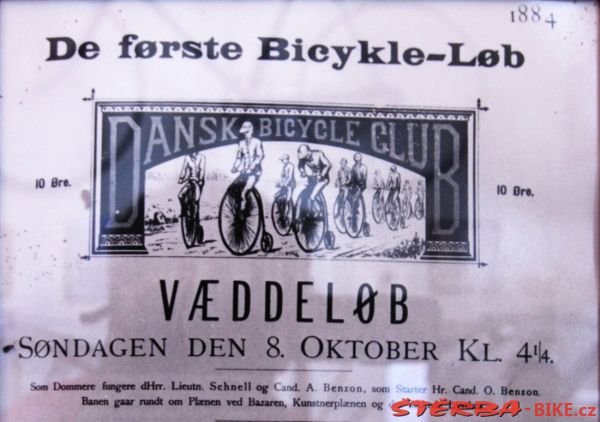 1884
De første Bicykle-Løb
DANSK BICYCLE CLUB
10 Øre.
10 Øre.
VÆDDELØB
SØNDAGEN DEN 8. OKTOBER KL. 4¼.
Som Dommere fungere dHrr. Lieutn. Schnell og Cand. A. Benzon, som Starter Hr. Cand. O. Benzon.
Banen gaar rundt om Plænen ved Bazaren, Kunstnerplænen og
ŠTĚRBA-BIKE.cz